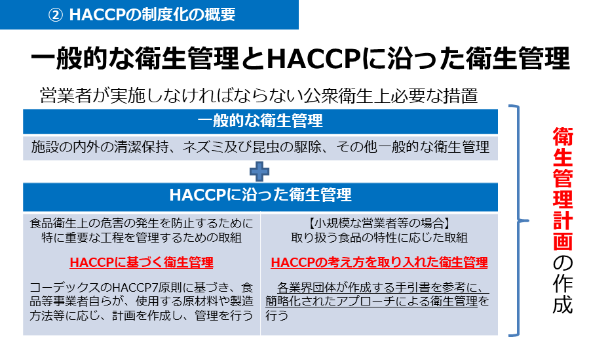 ② HACCPの制度化の概要
一般的な衛生管理とHACCPに沿った衛生管理
営業者が実施しなければならない公衆衛生上必要な措置
一般的な衛生管理
施設の内外の清潔保持、ネズミ及び昆虫の駆除、その他一般的な衛生管理
HACCPに沿った衛生管理
食品衛生上の危害の発生を防止するために
特に重要な工程を管理するための取組
HACCPに基づく衛生管理
コーデックスのHACCP7原則に基づき、食
品等事業者自らが、使用する原材料や製造
方法等に応じ、計画を作成し、管理を行う
【小規模な営業者等の場合】
取り扱う食品の特性に応じた取組
HACCPの考え方を取り入れた衛生管理
各業界団体が作成する手引書を参考に、
簡略化されたアプローチによる衛生管理を
行う
衛生管理計画の作成